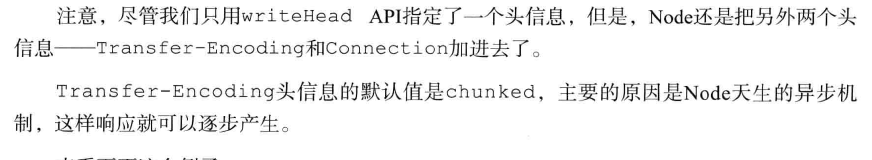 注意，尽管我们只用writeHead API指定了一个头信息，但是，Node还是把另外两个头
信息——Transfer-Encoding和Connection加进去了。
Transfer-Encoding头信息的默认值是chunked，主要的原因是Node天生的异步机
制，这样响应就可以逐步产生。